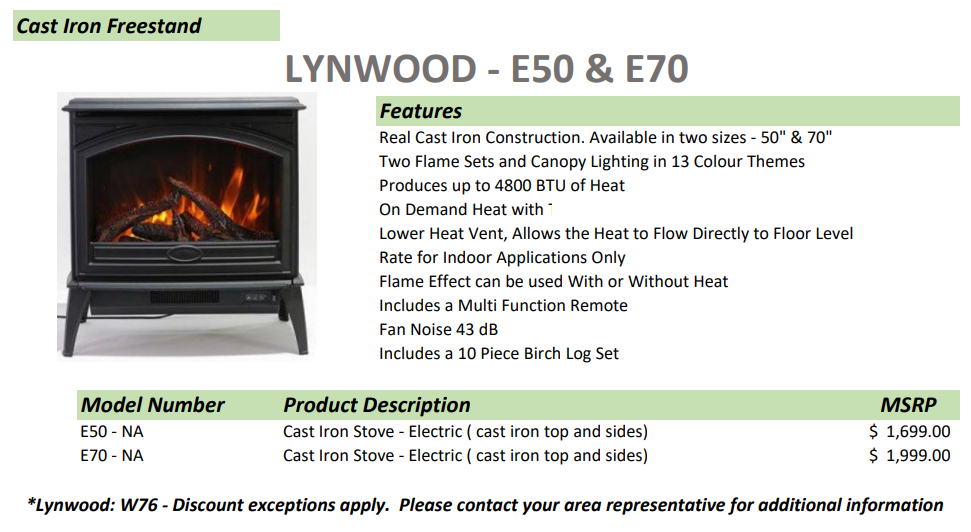 Cast Iron Freestand
LYNWOOD - E50 & E70
Features
Real Cast Iron Construction. Available in two sizes - 50" & 70"
Two Flame Sets and Canopy Lighting in 13 Colour Themes
Produces up to 4800 BTU of Heat
On Demand Heat with
Lower Heat Vent, Allows the Heat to Flow Directly to Floor Level
Rate for Indoor Applications Only
Flame Effect can be used With or Without Heat
Includes a Multi Function Remote
Fan Noise 43 dB
Includes a 10 Piece Birch Log Set
Model Number Product Description MSRP
E50 - NA Cast Iron Stove - Electric ( cast iron top and sides) $ 1,699.00
E70 - NA Cast Iron Stove - Electric ( cast iron top and sides) $ 1,999.00
*Lynwood: W76 - Discount exceptions apply. Please contact your area representative for additional information